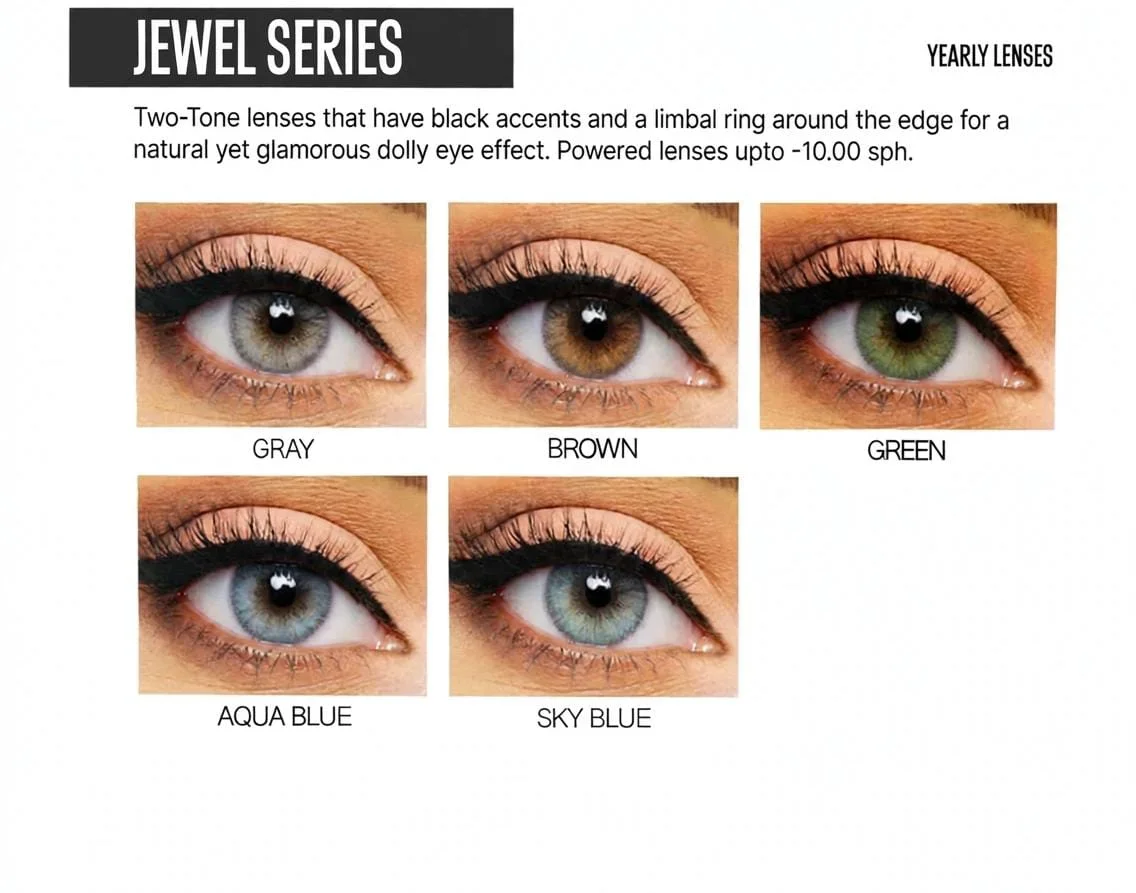 JEWEL SERIES
YEARLY LENSES
Two-Tone lenses that have black accents and a limbal ring around the edge for a
natural yet glamorous dolly eye effect. Powered lenses upto -10.00 sph.
GRAY
BROWN
GREEN
AQUA BLUE
SKY BLUE